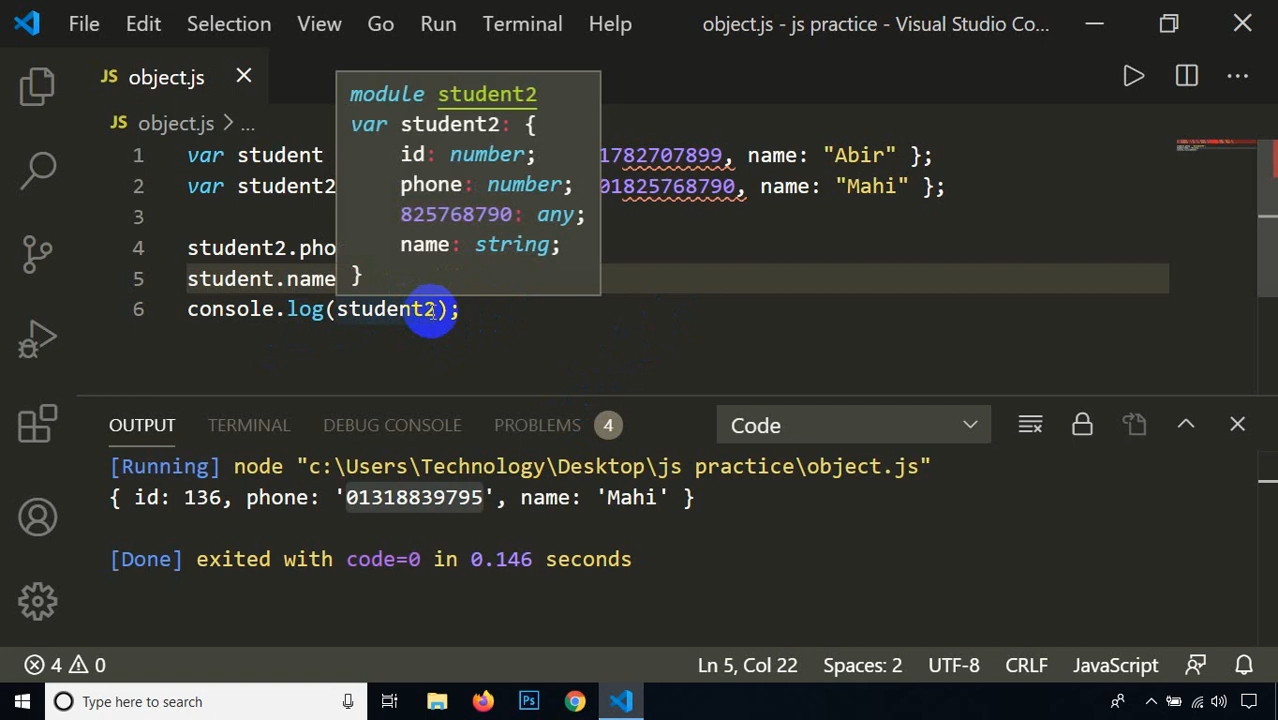 File Edit Selection View Go Run Terminal Help object.js - js practice - Visual Studio Co...
JS object.js
JS object.js > ...
module student2
var student2: {
id: number;
phone: number;
825768790: any;
name: string;
}
1 var student 1782707899, name: "Abir" };
2 var student2 01825768790, name: "Mahi" };
3
4 student2.pho
5 student.name
6 console.log(student2);
OUTPUT TERMINAL DEBUG CONSOLE PROBLEMS 4 Code
[Running] node "c:\Users\Technology\Desktop\js practice\object.js"
{ id: 136, phone: '01318839795', name: 'Mahi' }
[Done] exited with code=0 in 0.146 seconds
4 0 Ln 5, Col 22 Spaces: 2 UTF-8 CRLF JavaScript
Type here to search Ps